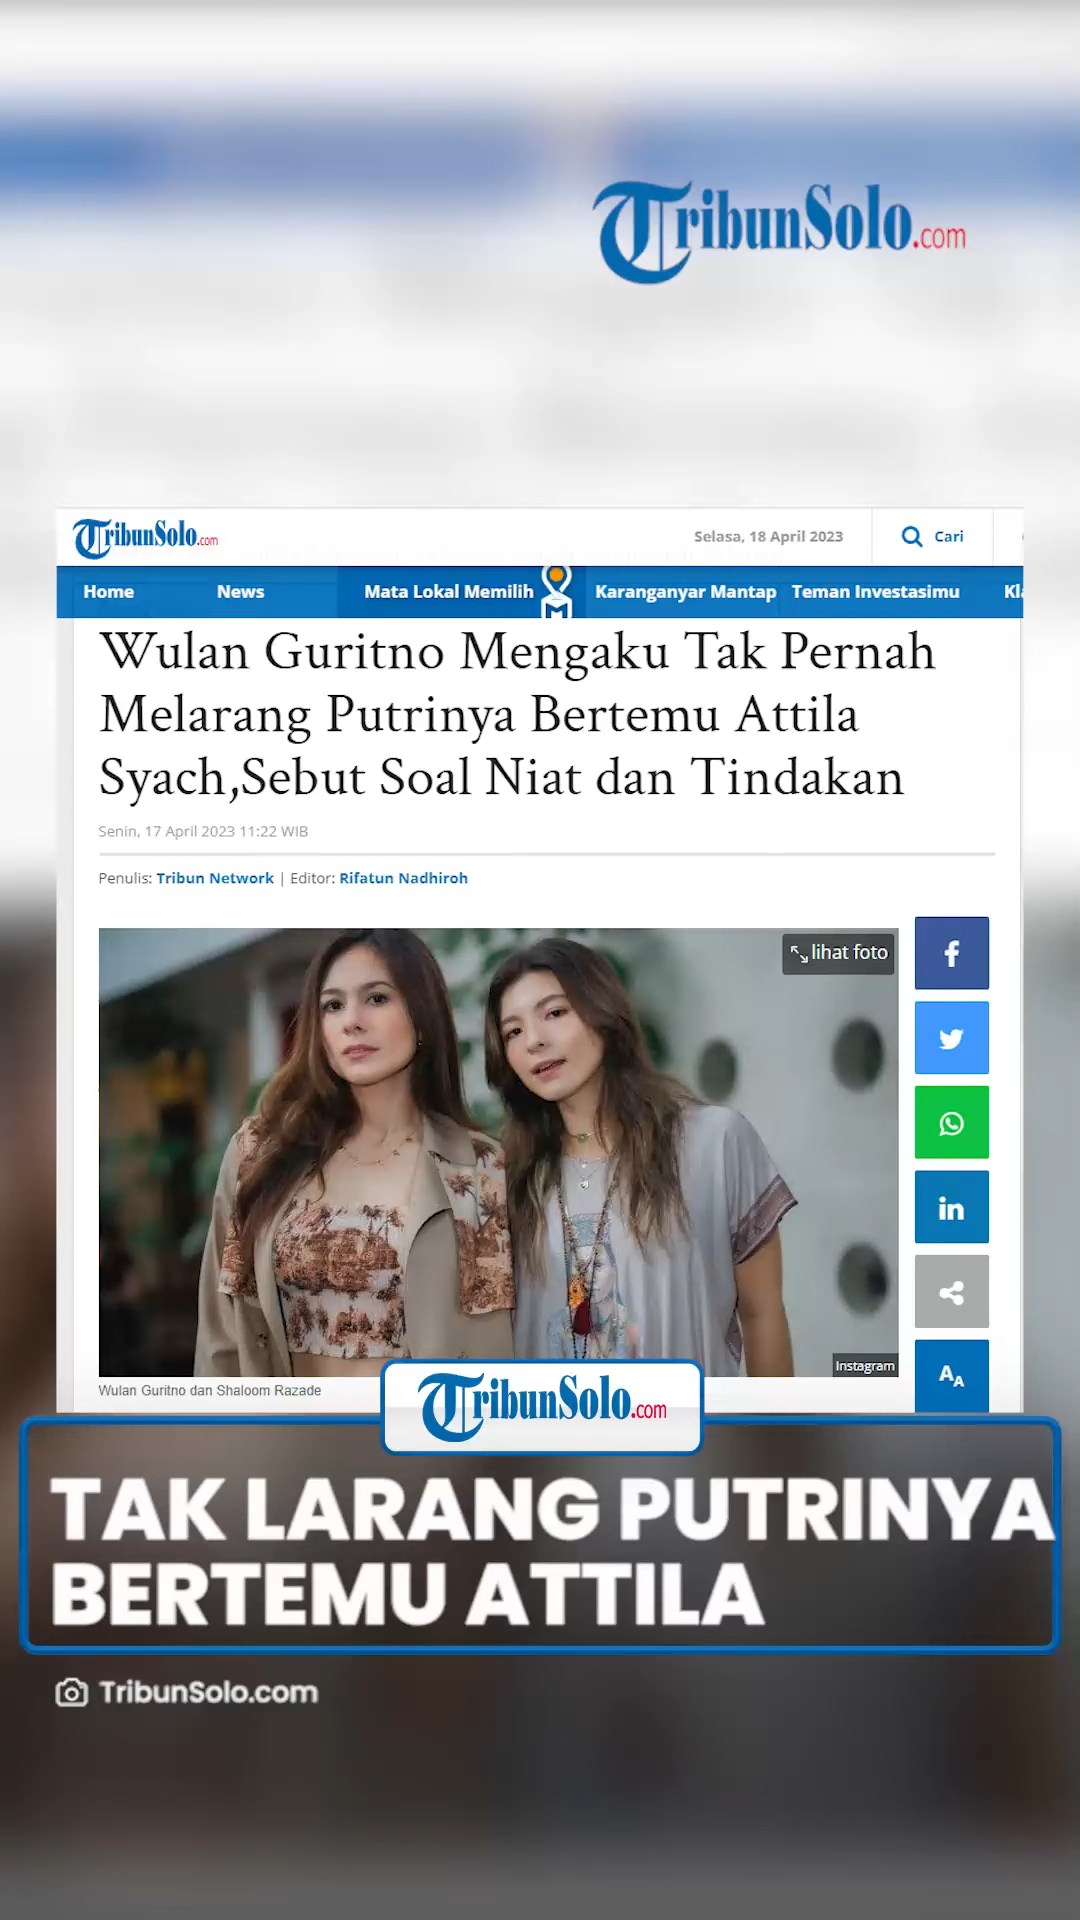 TribunSolo.com
TribunSolo.com
Selasa, 18 April 2023
Cari
Home
News
Mata Lokal Memilih
M
Karanganyar Mantap
Teman Investasimu
Kl
Wulan Guritno Mengaku Tak Pernah
Melarang Putrinya Bertemu Attila
Syach,Sebut Soal Niat dan Tindakan
Senin, 17 April 2023 11:22 WIB
Penulis: Tribun Network | Editor: Rifatun Nadhiroh
lihat foto
f
in
AA
Instagram
Wulan Guritno dan Shaloom Razade
TribunSolo.com
TAK LARANG PUTRINYA
BERTEMU ATTILA
TribunSolo.com